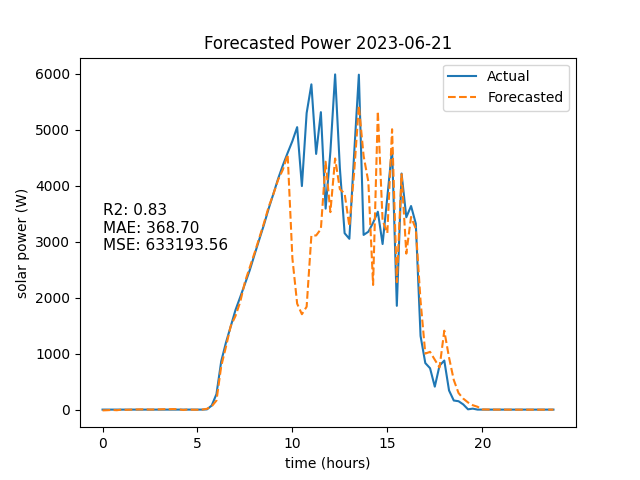 Forecasted Power 2023-06-21
Actual
Forecasted
6000
5000
4000
3000
2000
1000
0
solar power (W)
R2: 0.83
MAE: 368.70
MSE: 633193.56
0 5 10 15 20
time (hours)